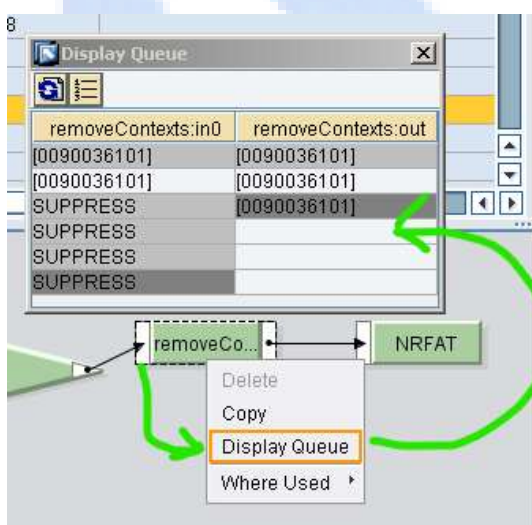 8
Display Queue
removeContexts:in0 removeContexts:out
[0090036101] [0090036101]
[0090036101] [0090036101]
SUPPRESS [0090036101]
SUPPRESS
SUPPRESS
SUPPRESS
removeCo... NRFAT
Delete
Copy
Display Queue
Where Used